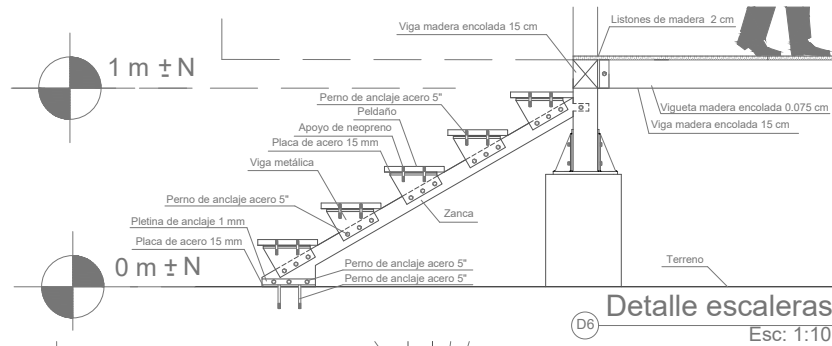 Viga madera encolada 15 cm
Listones de madera 2 cm
1 m ± N
Perno de anclaje acero 5"
Peldaño
Apoyo de neopreno
Placa de acero 15 mm
Viga metálica
Vigueta madera encolada 0.075 cm
Viga madera encolada 15 cm
Perno de anclaje acero 5"
Zanca
Pletina de anclaje 1 mm
Placa de acero 15 mm
0 m ± N
Perno de anclaje acero 5"
Perno de anclaje acero 5"
Terreno
D6
Detalle escaleras
Esc: 1:10